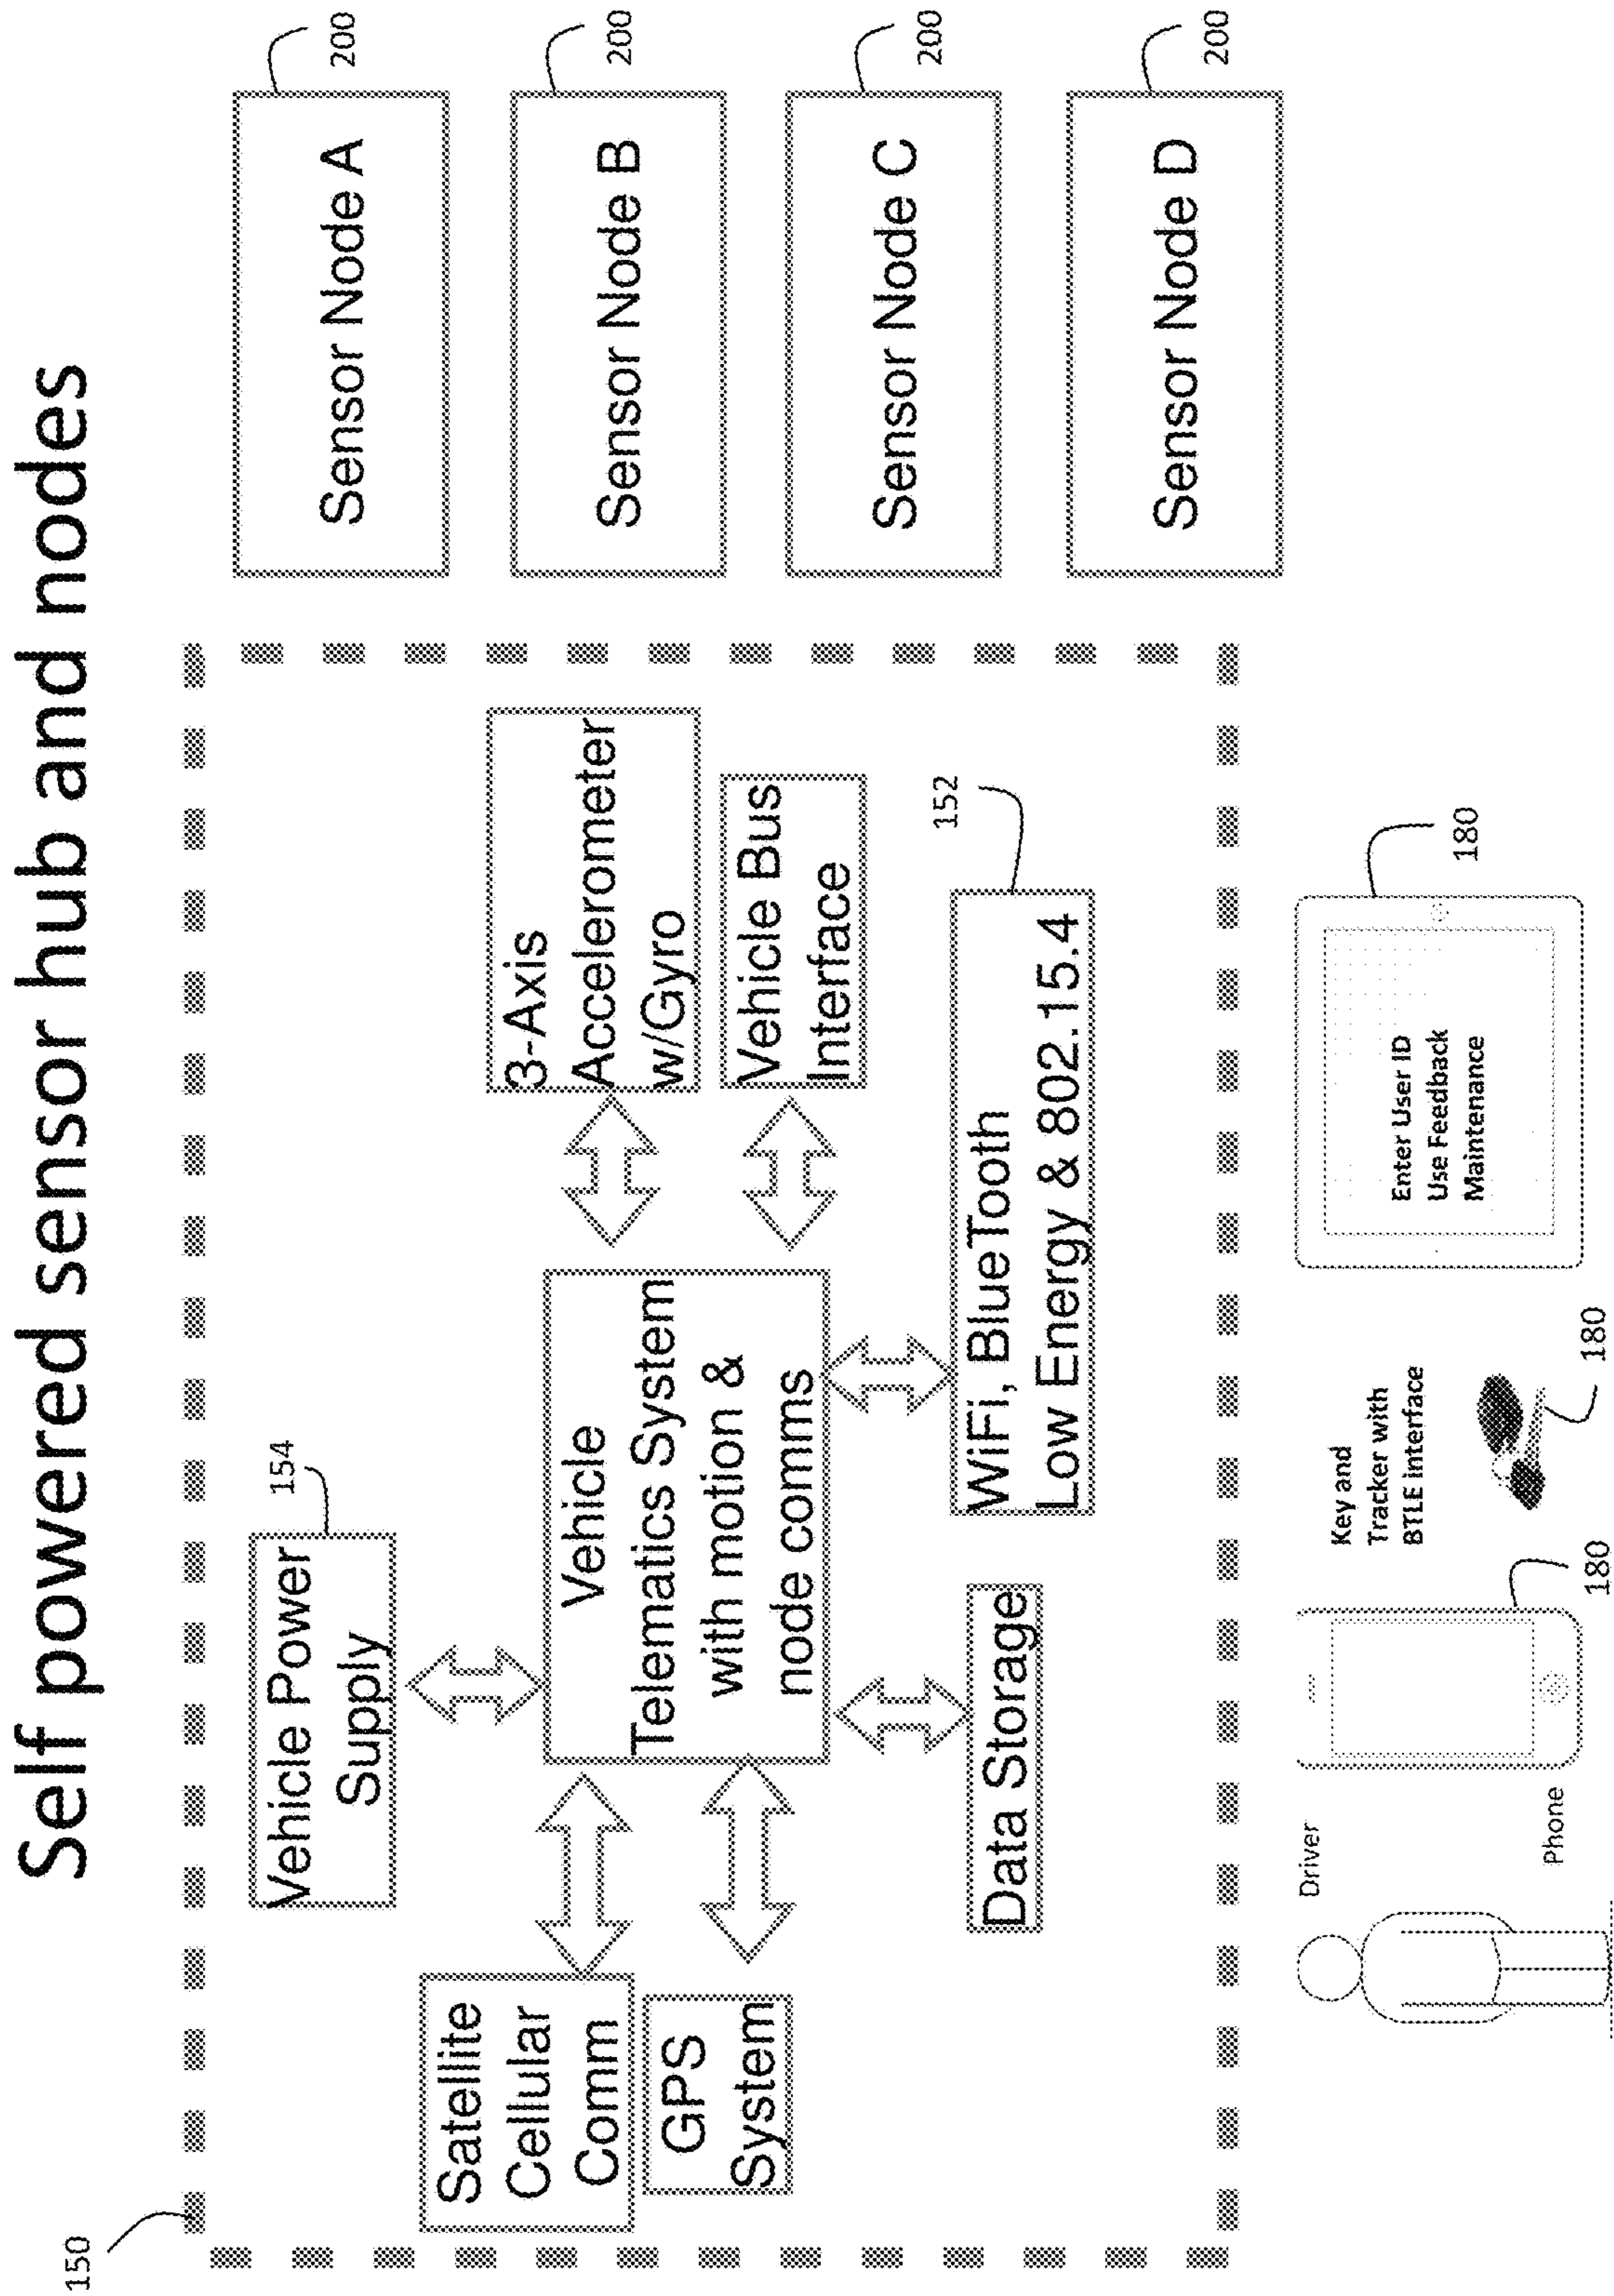 Self powered sensor hub and nodes
150
Vehicle Power
Supply
154
Satellite
Cellular
Comm
GPS
System
Vehicle
Telematics System
with motion &
node comms
3-Axis
Accelerometer
w/Gyro
Vehicle Bus
Interface
Data Storage
WiFi, BlueTooth
Low Energy & 802.15.4
152
Sensor Node A
200
Sensor Node B
200
Sensor Node C
200
Sensor Node D
200
Driver
Phone
180
Key and
Tracker with
BTLE interface
180
Enter User ID
Use Feedback
Maintenance
180